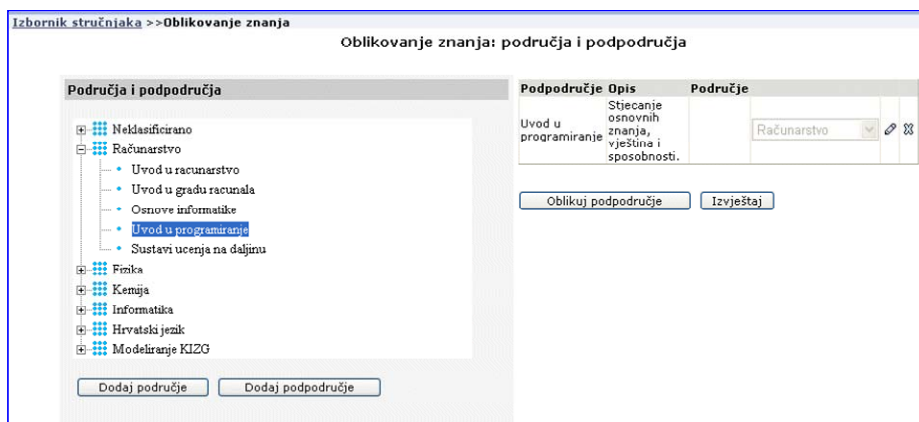 Izbornik stručnjaka >>Oblikovanje znanja
Oblikovanje znanja: područja i podpodručja
Područja i podpodručja
Neklasificirano
Računarstvo
Uvod u racunarstvo
Uvod u gradu racunala
Osnove informatike
Uvod u programiranje
Sustavi ucenja na daljinu
Fizika
Kemija
Informatika
Hrvatski jezik
Modeliranje KIZG
Dodaj područje Dodaj podpodručje
Podpodručje Opis Područje
Uvod u
programiranje
Stjecanje
osnovnih
znanja,
vještina i
sposobnosti.
Računarstvo
Oblikuj podpodručje Izvještaj